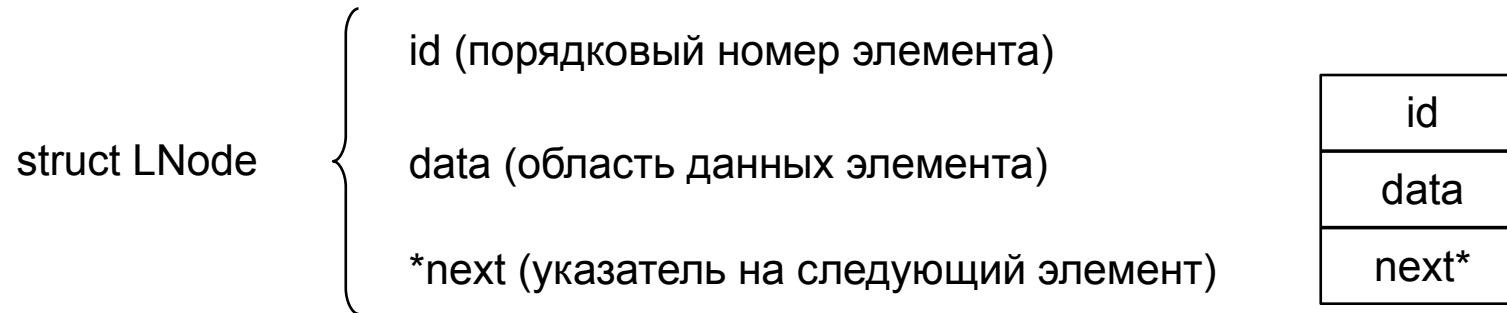 id (порядковый номер элемента)
struct LNode
data (область данных элемента)
*next (указатель на следующий элемент)
id
data
next*